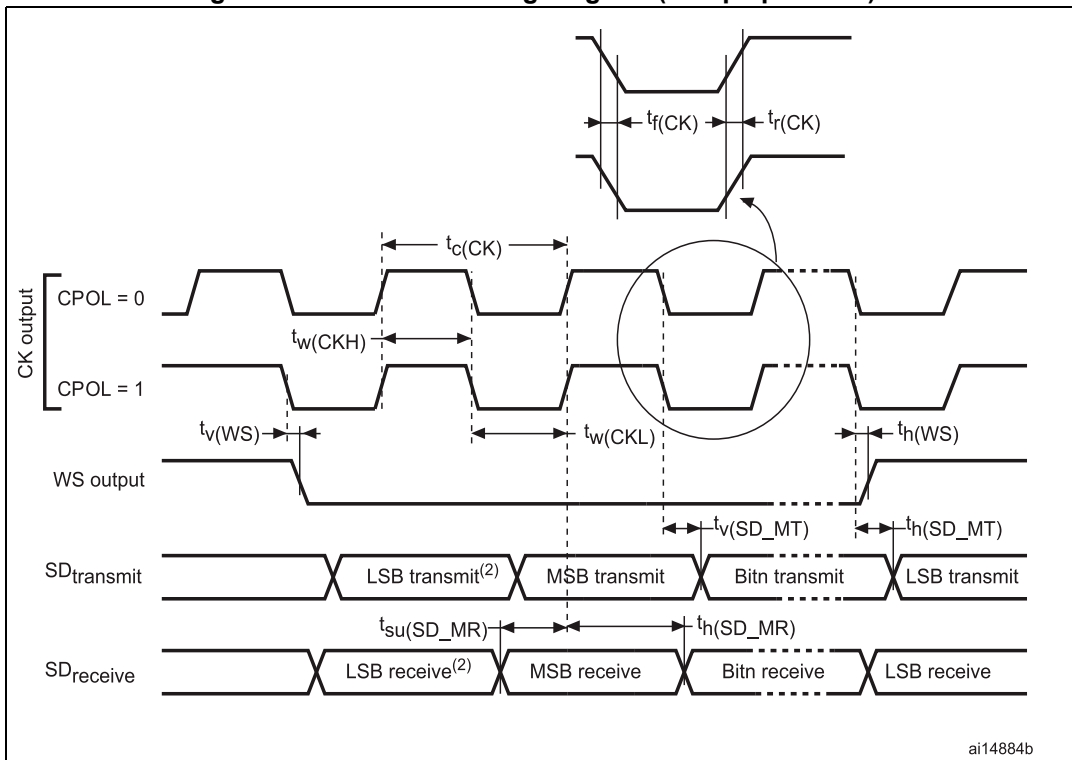 tf(CK)
tr(CK)
tc(CK)
CK output
CPOL = 0
tw(CKH)
CPOL = 1
tv(WS)
tw(CKL)
th(WS)
WS output
tv(SD_MT)
th(SD_MT)
SDtransmit
LSB transmit(2)
MSB transmit
Bitn transmit
LSB transmit
tsu(SD_MR)
th(SD_MR)
SDreceive
LSB receive(2)
MSB receive
Bitn receive
LSB receive
ai14884b